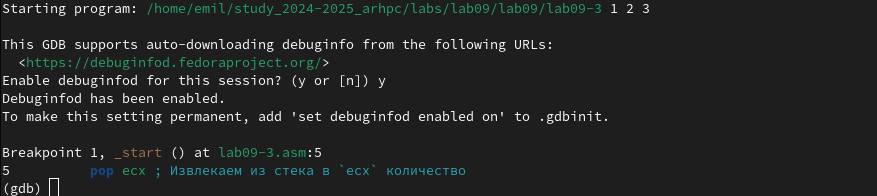 Starting program: /home/emil/study_2024-2025_arhpc/labs/lab09/lab09/lab09-3 1 2 3
This GDB supports auto-downloading debuginfo from the following URLs:
<https://debuginfod.fedoraproject.org/>
Enable debuginfod for this session? (y or [n]) y
Debuginfod has been enabled.
To make this setting permanent, add 'set debuginfod enabled on' to .gdbinit.
Breakpoint 1, _start () at lab09-3.asm:5
5 pop ecx ; Извлекаем из стека в `ecx` количество
(gdb)